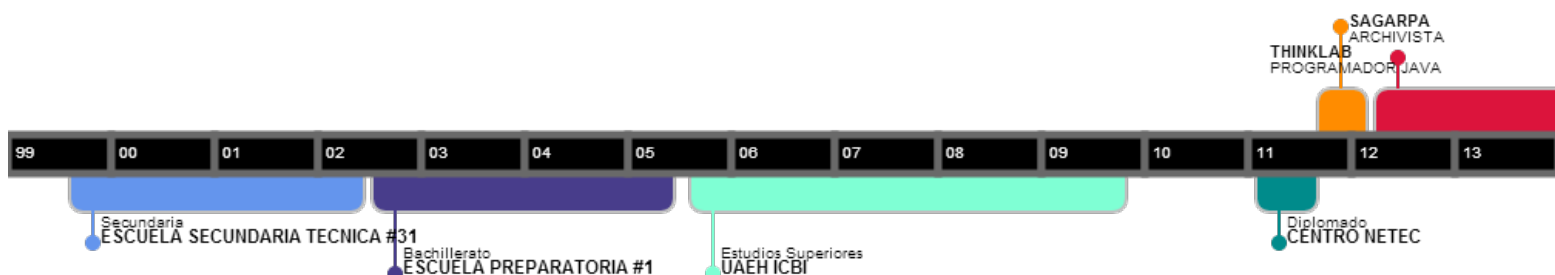 SAGARPA
ARCHIVISTA
THINKLAB
PROGRAMADOR JAVA
99 00 01 02 03 04 05 06 07 08 09 10 11 12 13
Secundaria
ESCUELA SECUNDARIA TECNICA #31
Bachillerato
ESCUELA PREPARATORIA #1
Estudios Superiores
UAEH ICBI
Diplomado
CENTRO NETEC